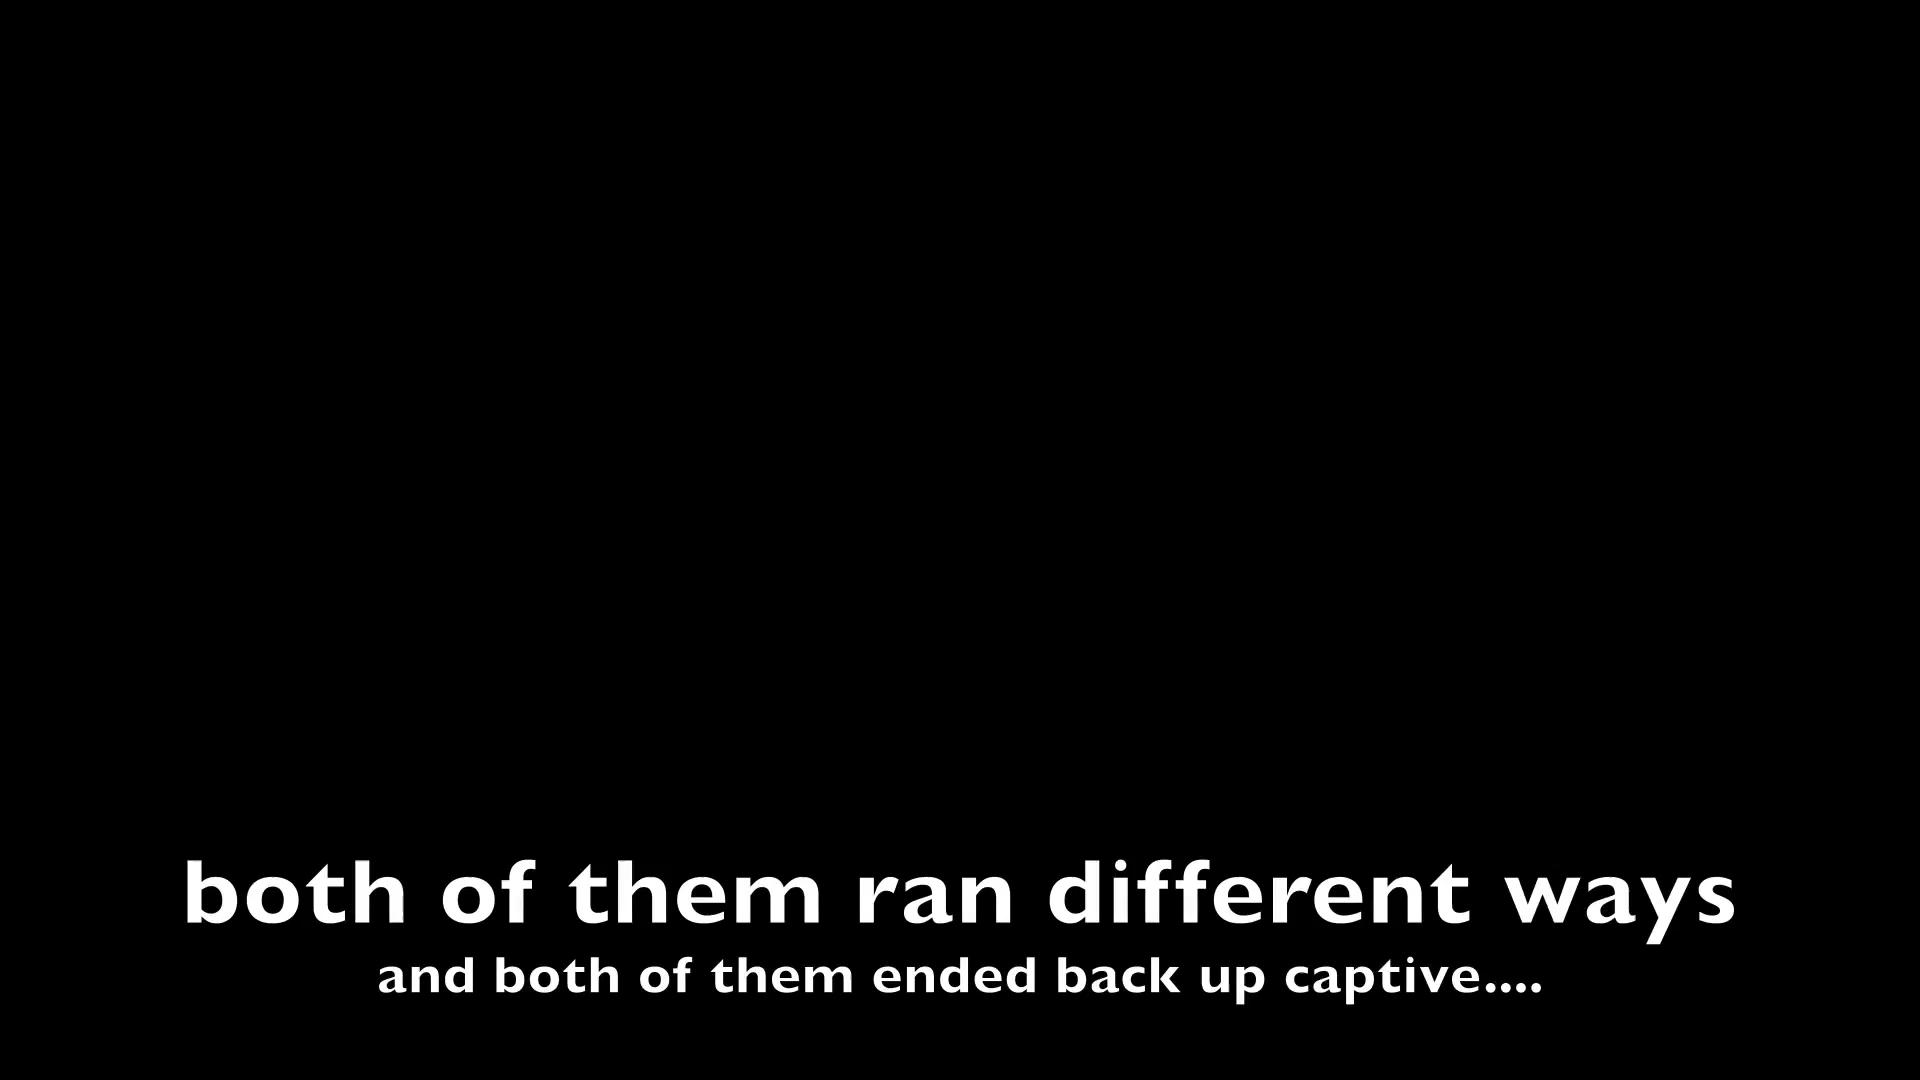 both of them ran different ways
and both of them ended back up captive....